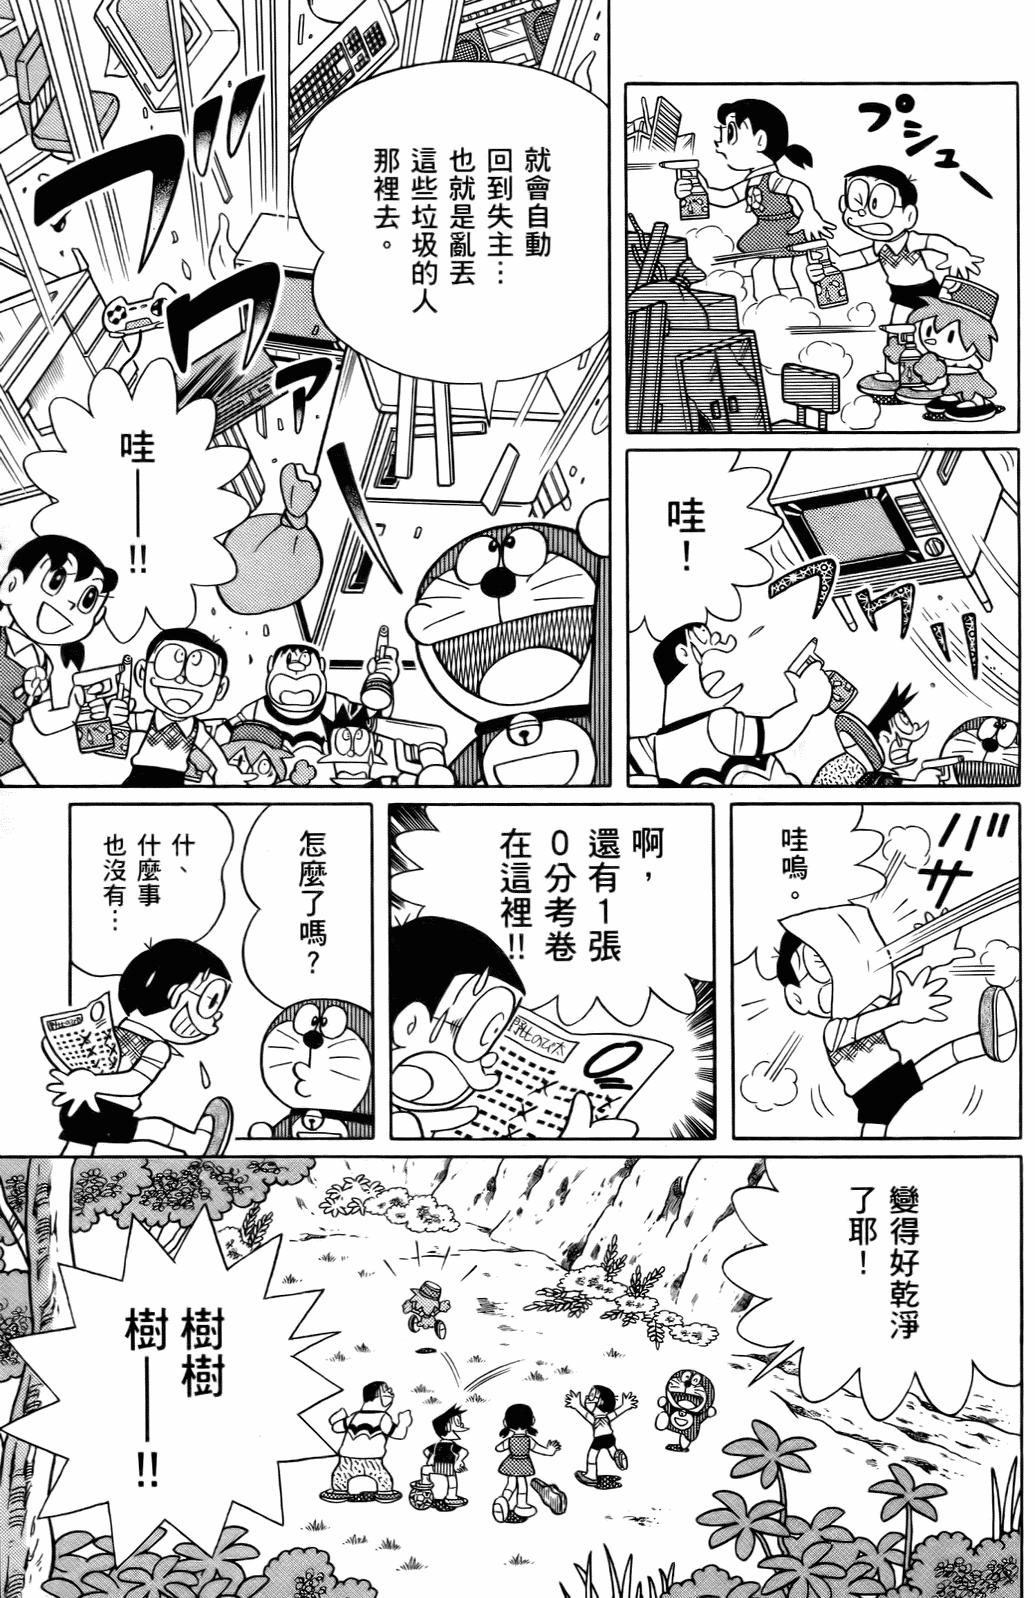 プシュー
哇！
フワ～
就會自動
回到失主…
也就是亂丟
這些垃圾的人
那裡去。
哇——!!
ブワワァーッ
哇嗚。
バサ
啊，
還有1張
0分考卷
在這裡!!
怎麼了嗎？
什、
什麼事
也沒有…
變得好乾淨
了耶！
樹樹
樹——!!